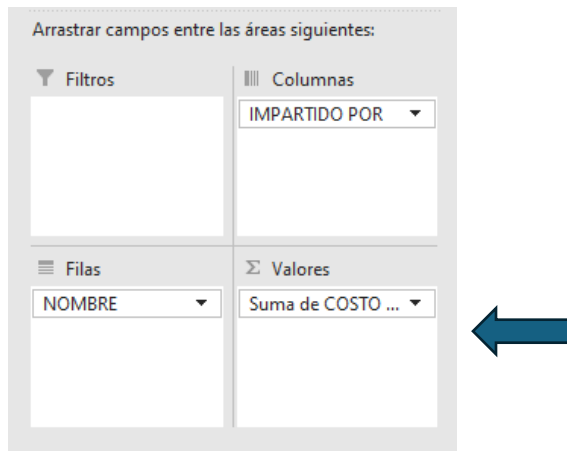 Arrastrar campos entre las áreas siguientes:
Filtros
Columnas
IMPARTIDO POR
Filas
Σ Valores
NOMBRE
Suma de COSTO ...